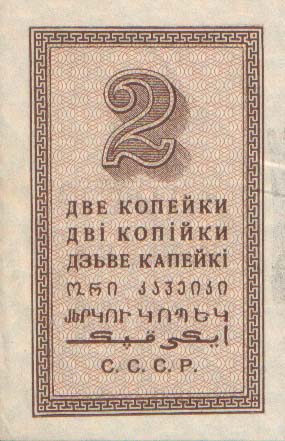 2
ДВЕ КОПЕЙКИ
ДВІ КОПІЙКИ
ДЗЬВЕ КАПЕЙКІ
ᲝᲠᲘ ᲙᲐᲞᲔᲘᲙᲘ
ԵՐԿՈՒ ԿՈՊԵԿ
ایکی قپیک
С. С. С. Р.